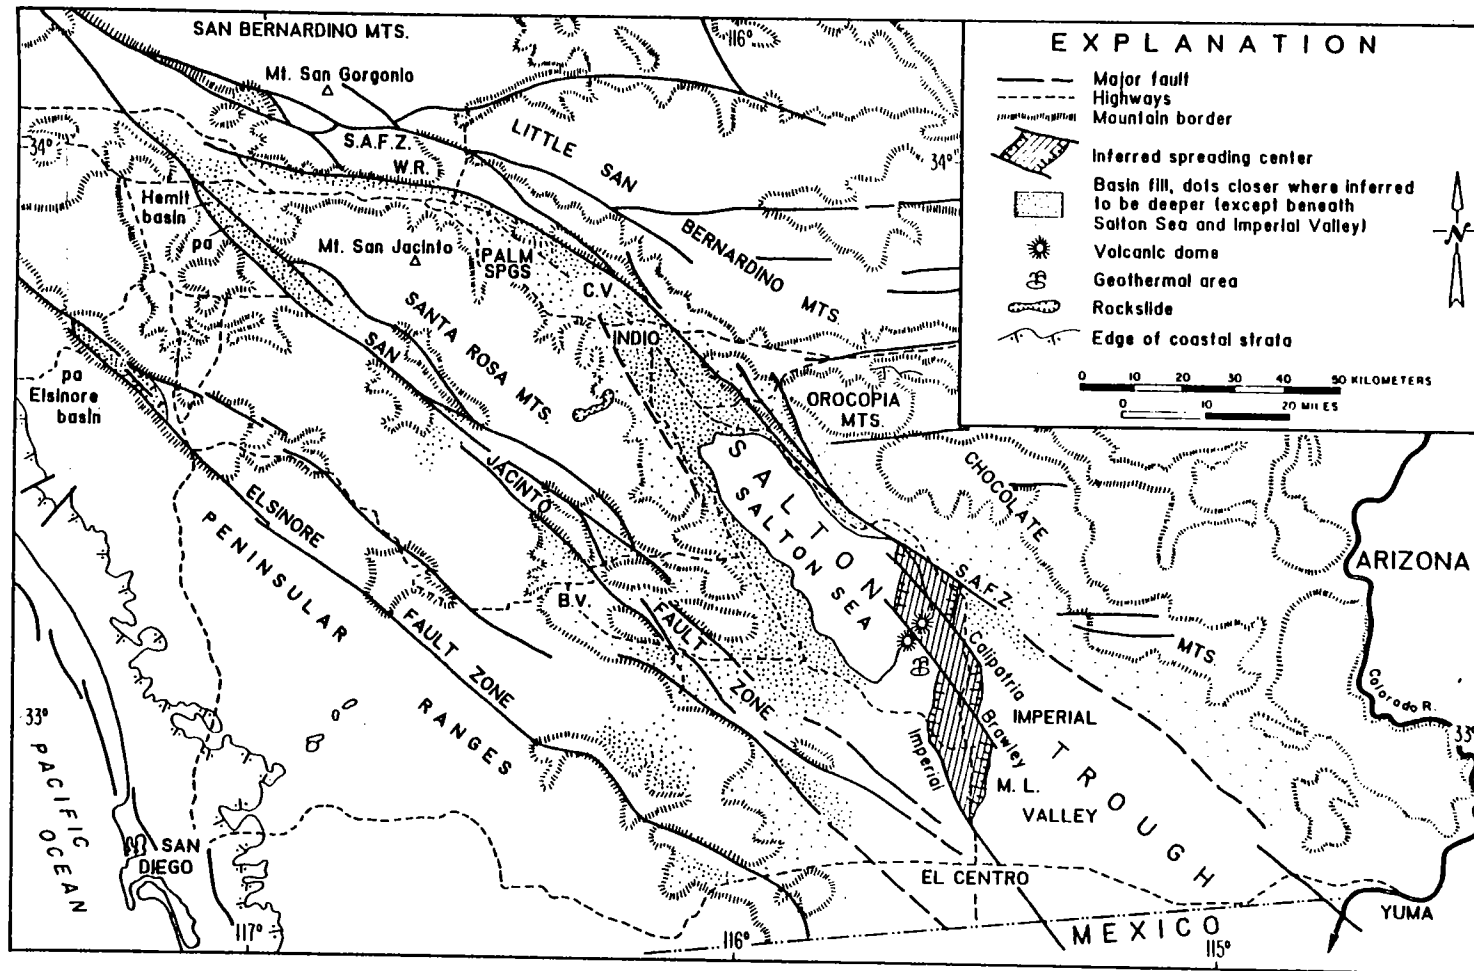 SAN BERNARDINO MTS.
116°
Mt. San Gorgonio
34°
S.A.F.Z.
W.R.
LITTLE SAN
BERNARDINO MTS.
34°
Hemit
basin
pa
Mt. San Jacinto
PALM
SPGS
C.V.
INDIO
SANTA ROSA MTS.
SAN JACINTO FAULT ZONE
pa
Elsinore
basin
OROCOPIA
MTS.
CHOCOLATE MTS.
ELSINORE FAULT ZONE
PENINSULAR RANGES
SALTON TROUGH
SALTON SEA
S.A.F.Z.
B.V.
ARIZONA
Colorado R.
33°
33°
Calipatria
Brawley
Imperial
IMPERIAL
VALLEY
M. L.
PACIFIC
OCEAN
SAN
DIEGO
EL CENTRO
YUMA
MEXICO
117°
116°
115°
EXPLANATION
Major fault
Highways
Mountain border
Inferred spreading center
Basin fill, dots closer where inferred
to be deeper (except beneath
Salton Sea and Imperial Valley)
Volcanic dome
Geothermal area
Rockslide
Edge of coastal strata
N
0 10 20 30 40 50 KILOMETERS
0 10 20 MILES